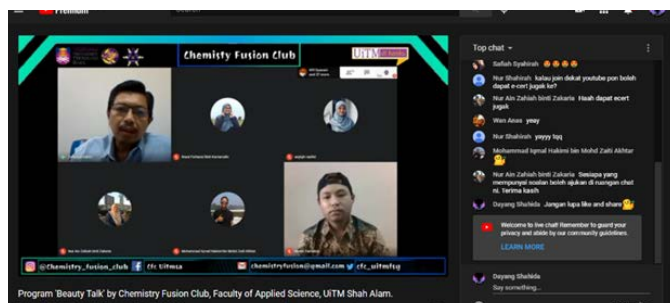 Premium
Chemisty Fusion Club
UiTM
@Chemistry_fusion_club
Cfc Uitmsa
chemistryfusion@gmail.com
cfc_uitmsg
Program 'Beauty Talk' by Chemistry Fusion Club, Faculty of Applied Science, UiTM Shah Alam.
Top chat
Safiah Syahirah
Nur Shahirah kalau join dekat youtube pon boleh
dapat e-cert jugak ke?
Nur Ain Zahiah binti Zakaria Haah dapat ecert
jugak
Wan Anas yeay
Nur Shahirah yayyy tqq
Mohammad Iqmal Hakimi bin Mohd Zaiti Akhtar
Nur Ain Zahiah binti Zakaria Sesiapa yang
mempunyai soalan boleh ajukan di ruangan chat
ni. Terima kasih
Dayang Shahida Jangan lupa like and share
Welcome to live chat! Remember to guard your
privacy and abide by our community guidelines.
LEARN MORE
Dayang Shahida
Say something...